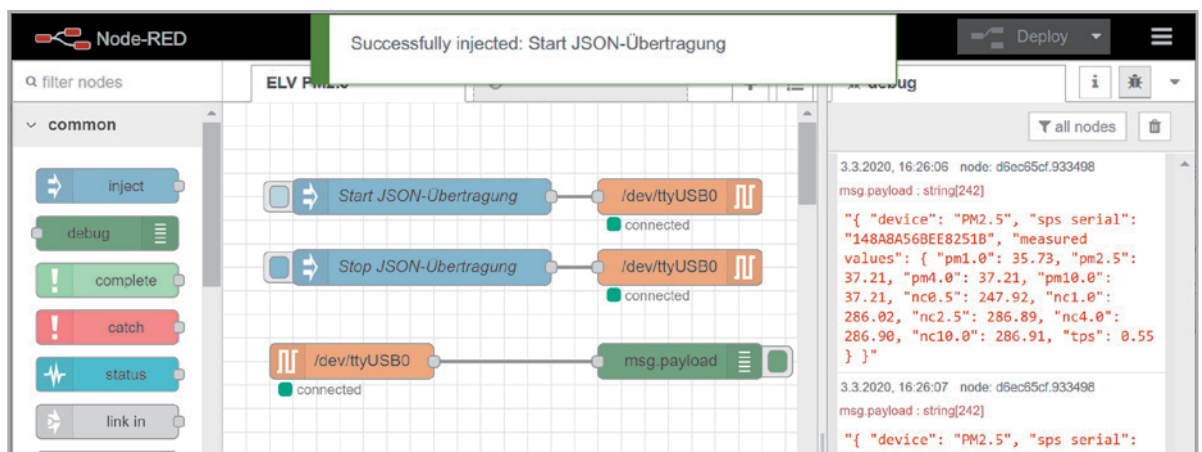 Node-RED
Successfully injected: Start JSON-Übertragung
Deploy
filter nodes
ELV
debug
i
all nodes
common
inject
debug
complete
catch
status
link in
Start JSON-Übertragung
/dev/ttyUSB0
connected
Stop JSON-Übertragung
/dev/ttyUSB0
connected
/dev/ttyUSB0
connected
msg.payload
3.3.2020, 16:26:06 node: d6ec65cf.933498
msg.payload : string[242]
"{ "device": "PM2.5", "sps serial":
"148A8A56BEE8251B", "measured
values": { "pm1.0": 35.73, "pm2.5":
37.21, "pm4.0": 37.21, "pm10.0":
37.21, "nc0.5": 247.92, "nc1.0":
286.02, "nc2.5": 286.89, "nc4.0":
286.90, "nc10.0": 286.91, "tps": 0.55
} }"
3.3.2020, 16:26:07 node: d6ec65cf.933498
msg.payload : string[242]
"{ "device": "PM2.5", "sps serial":